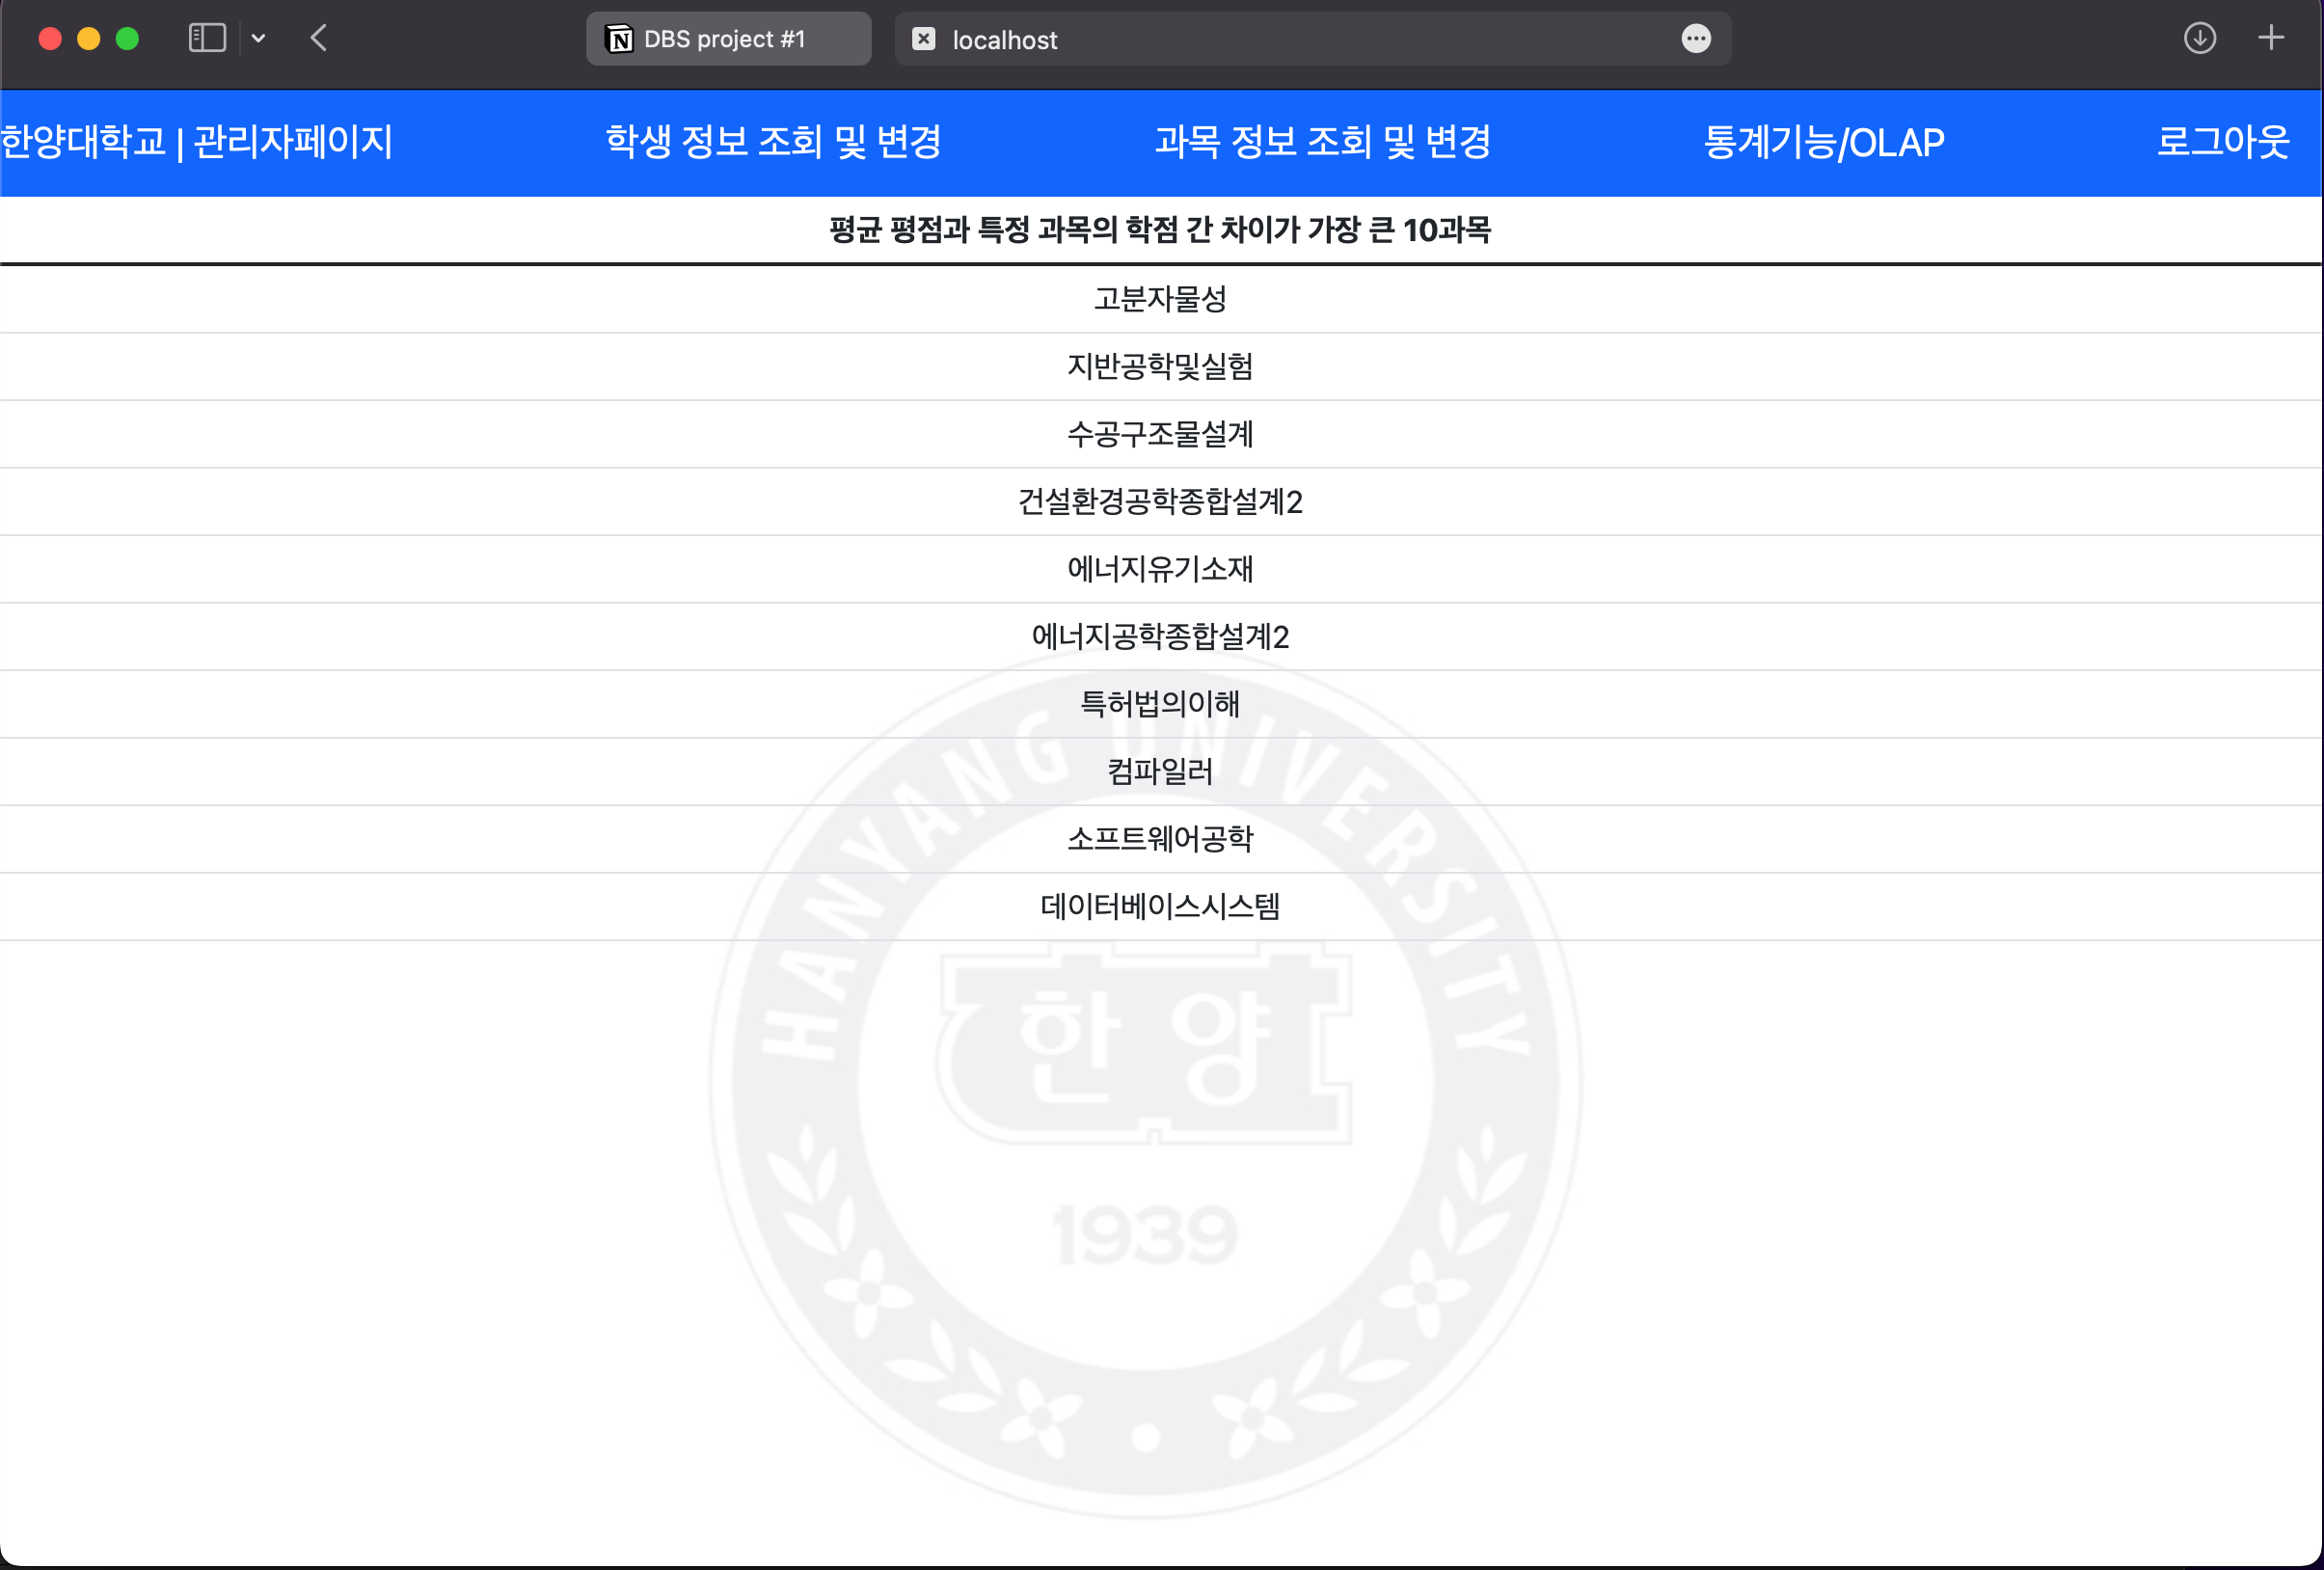 DBS project #1
localhost
한양대학교 | 관리자페이지
학생 정보 조회 및 변경
과목 정보 조회 및 변경
통계기능/OLAP
로그아웃
평균 평점과 특정 과목의 학점 간 차이가 가장 큰 10과목
고분자물성
지반공학및실험
수공구조물설계
건설환경공학종합설계2
에너지유기소재
에너지공학종합설계2
특허법의이해
컴파일러
소프트웨어공학
데이터베이스시스템
HANYANG UNIVERSITY
한양
1939